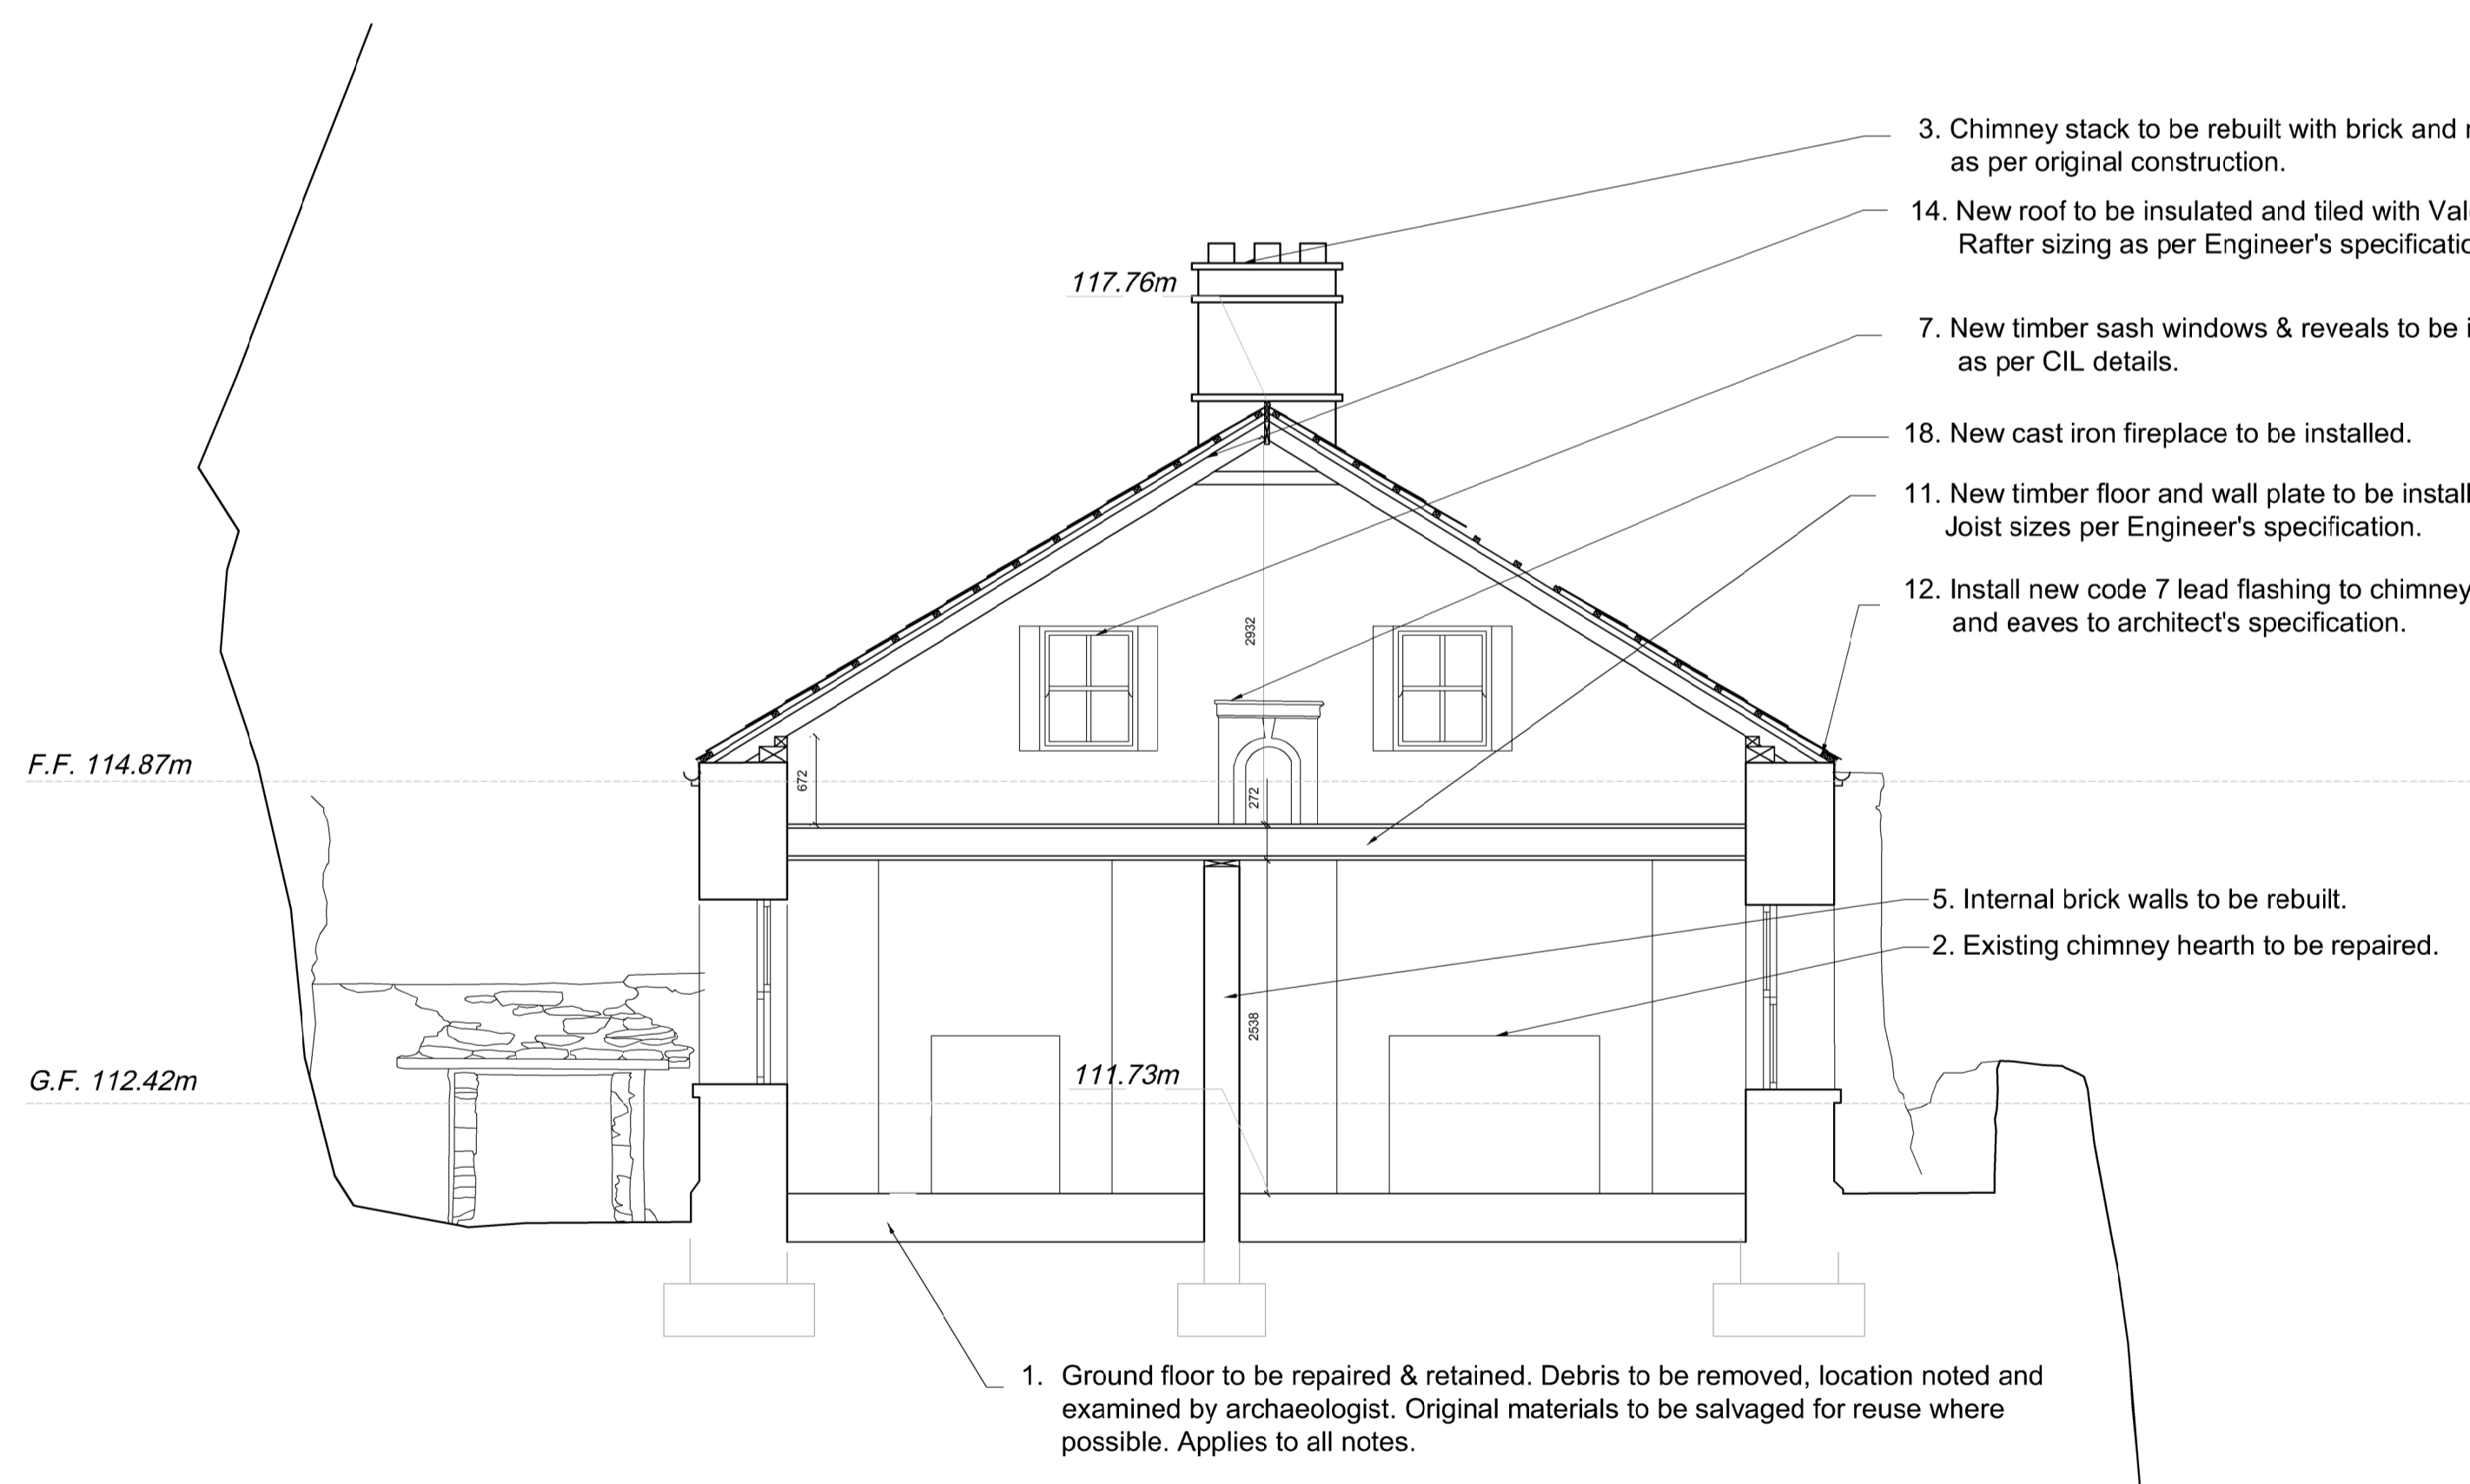 3. Chimney stack to be rebuilt with brick and
as per original construction.
14. New roof to be insulated and tiled with
Rafter sizing as per Engineer's
117.76m
7. New timber sash windows & reveals to be
as per CIL details.
18. New cast iron fireplace to be installed.
11. New timber floor and wall plate to be
Joist sizes per Engineer's specification.
12. Install new code 7 lead flashing to chimney
and eaves to architect's specification.
2932
F.F. 114.87m
672
272
5. Internal brick walls to be rebuilt.
2. Existing chimney hearth to be repaired.
2538
G.F. 112.42m
111.73m
1. Ground floor to be repaired & retained. Debris to be removed, location noted and
examined by archaeologist. Original materials to be salvaged for reuse where
possible. Applies to all notes.